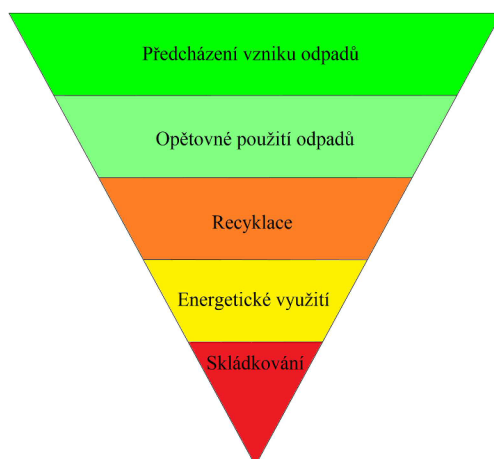 Předcházení vzniku odpadů
Opětovné použití odpadů
Recyklace
Energetické využití
Skládkování